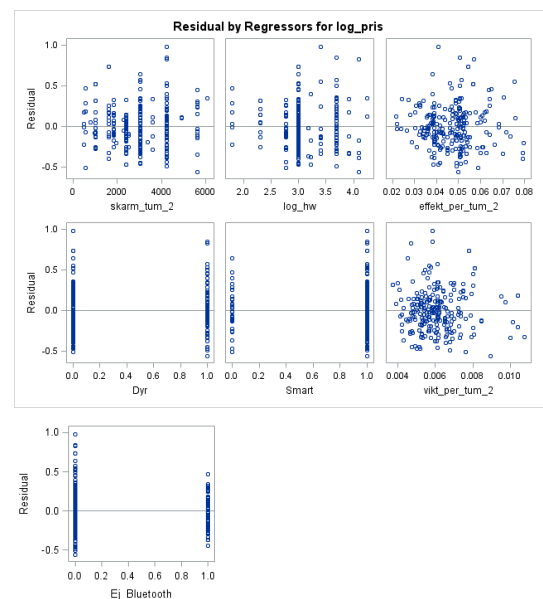 Residual by Regressors for log_pris
1.0
0.5
0.0
-0.5
Residual
0 2000 4000 6000
skarm_tum_2
2.0 2.5 3.0 3.5 4.0
log_hw
0.02 0.03 0.04 0.05 0.06 0.07 0.08
effekt_per_tum_2
1.0
0.5
0.0
-0.5
Residual
0.0 0.2 0.4 0.6 0.8 1.0
Dyr
0.0 0.2 0.4 0.6 0.8 1.0
Smart
0.004 0.006 0.008 0.010
vikt_per_tum_2
1.0
0.5
0.0
-0.5
Residual
0.0 0.2 0.4 0.6 0.8 1.0
Ej_Bluetooth